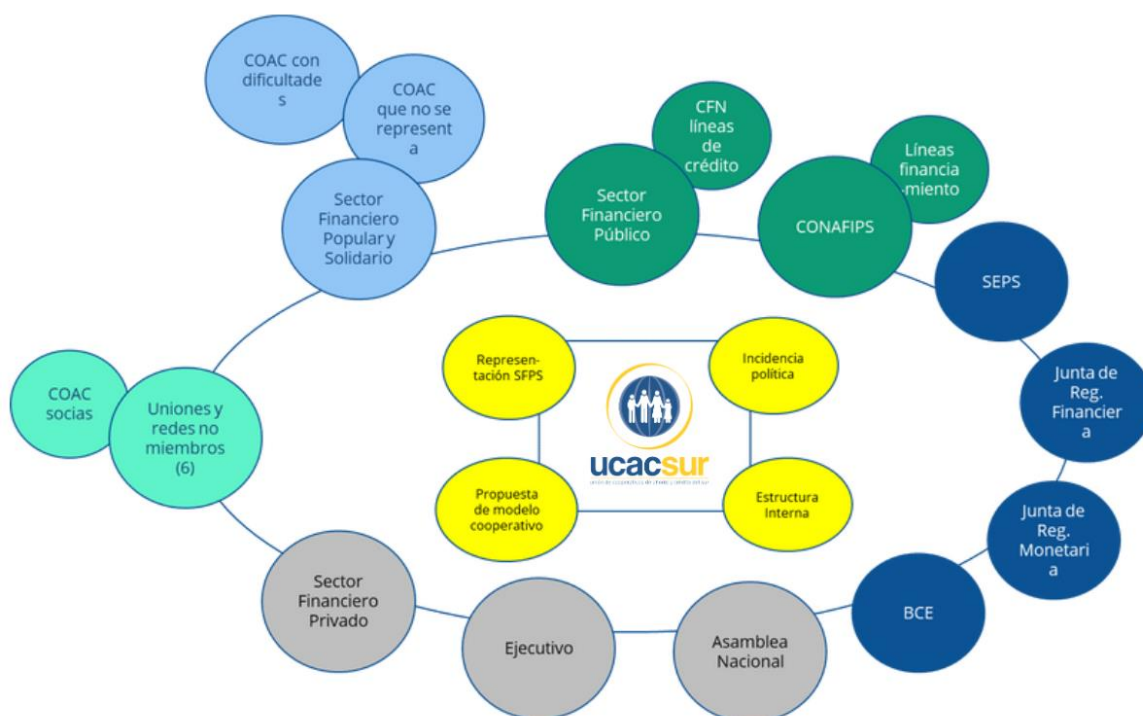 COAC con
dificultade
s
COAC
que no se
represent
a
Sector
Financiero
Popular y
Solidario
CFN
líneas
de
crédito
Sector
Financiero
Público
Líneas
financia
-miento
CONAFIPS
SEPS
Junta de
Reg.
Financier
a
Junta de
Reg.
Monetari
a
BCE
Asamblea
Nacional
Ejecutivo
Sector
Financiero
Privado
COAC
socias
Uniones y
redes no
miembros
(6)
Represen-
tación SFPS
Incidencia
política
Propuesta
de modelo
cooperativo
Estructura
Interna
ucacsur